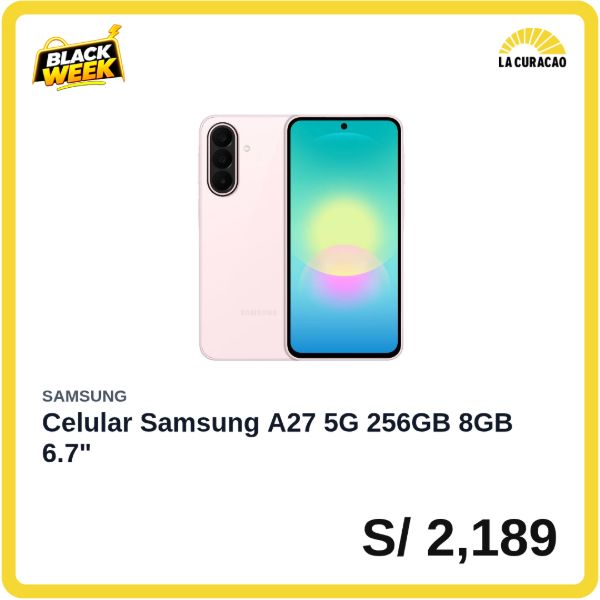 BLACK
WEEK
LA CURACAO
SAMSUNG
SAMSUNG
Celular Samsung A27 5G 256GB 8GB
6.7"
S/ 2,189